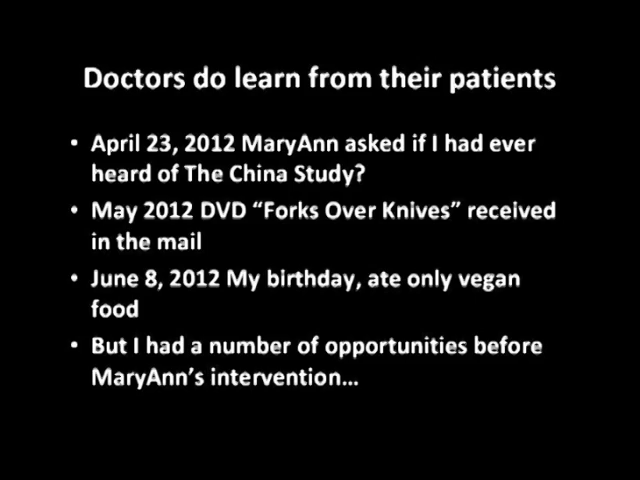 Doctors do learn from their patients
• April 23, 2012 MaryAnn asked if I had ever
heard of The China Study?
• May 2012 DVD “Forks Over Knives” received
in the mail
• June 8, 2012 My birthday, ate only vegan
food
• But I had a number of opportunities before
MaryAnn’s intervention…